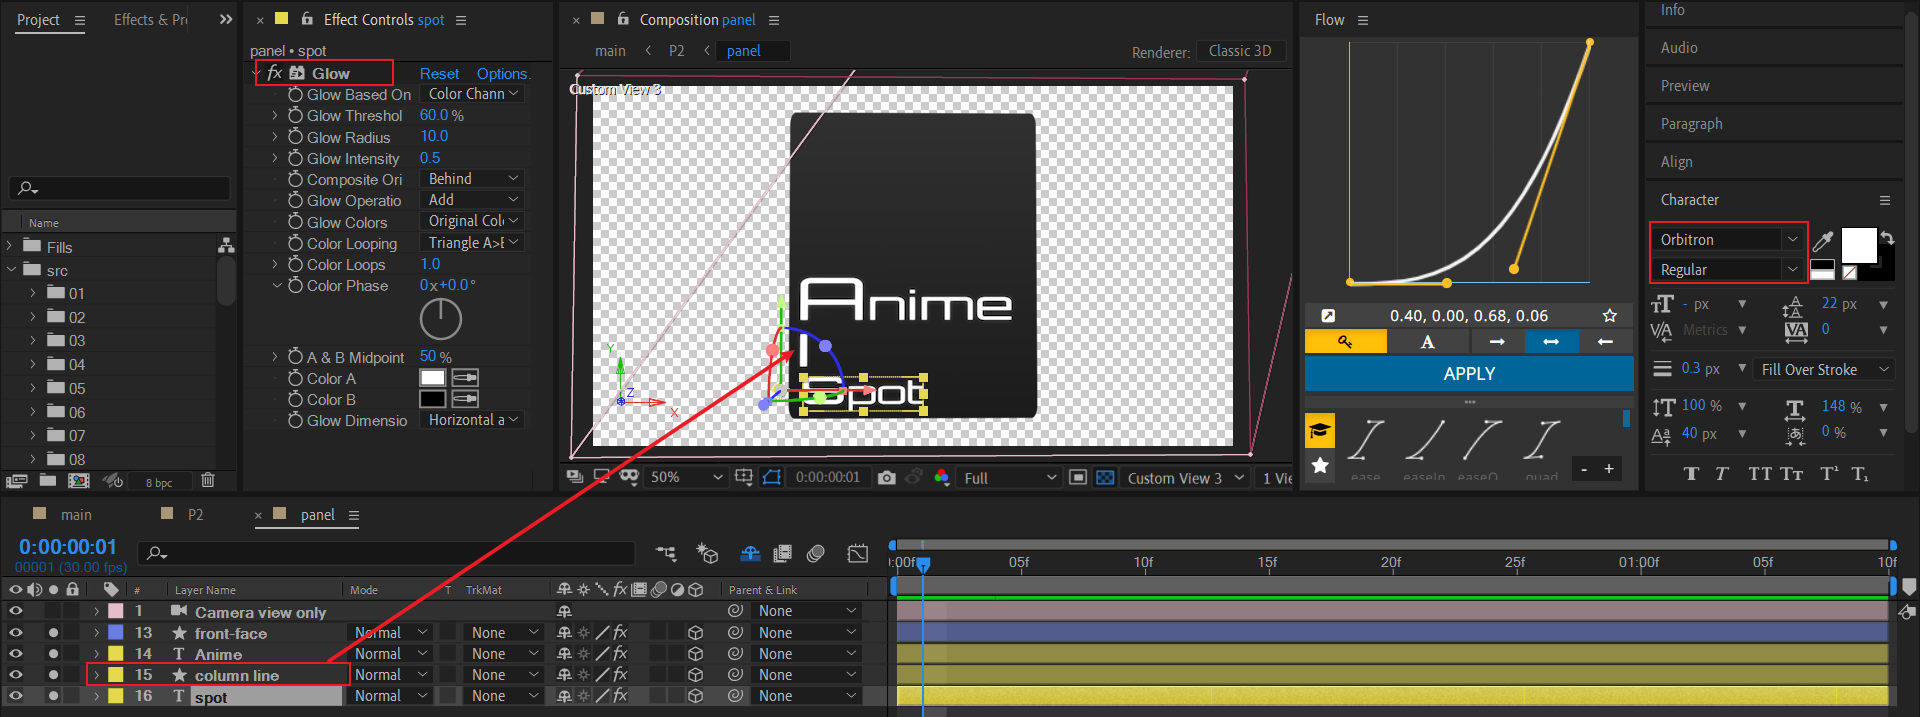 Project
Effects & Pr
Effect Controls spot
Composition panel
Flow
Info
panel • spot
main
P2
panel
Renderer:
Classic 3D
Audio
fx
Glow
Reset
Options.
Custom View 3
Preview
Glow Based On
Color Chann
Glow Threshol
60.0 %
Paragraph
Glow Radius
10.0
Glow Intensity
0.5
Align
Composite Ori
Behind
Glow Operatio
Add
Character
Name
Glow Colors
Original Col
Orbitron
Fills
Color Looping
Triangle A>B
src
Color Loops
1.0
Regular
01
Color Phase
0x+0.0°
02
- px
22 px
03
Metrics
0
04
A & B Midpoint
50 %
05
Color A
06
Color B
07
Glow Dimensio
Horizontal a
08
8 bpc
Anime
I
Spot
Y
Z
X
0.40, 0.00, 0.68, 0.06
A
APPLY
0.3 px
Fill Over Stroke
100 %
148 %
40 px
0 %
50%
0:00:00:01
Full
Custom View 3
1 Vie
ease
easeIn
easeO
quad
- +
T T TT Tт T¹ T₁
main
P2
panel
0:00:00:01
00001 (30.00 fps)
:00f
05f
10f
15f
20f
25f
01:00f
05f
10f
#
Layer Name
Mode
T
TrkMat
fx
Parent & Link
1
Camera view only
None
13
front-face
Normal
None
fx
None
14
T
Anime
Normal
None
fx
None
15
column line
Normal
None
fx
None
16
T
spot
Normal
None
fx
None